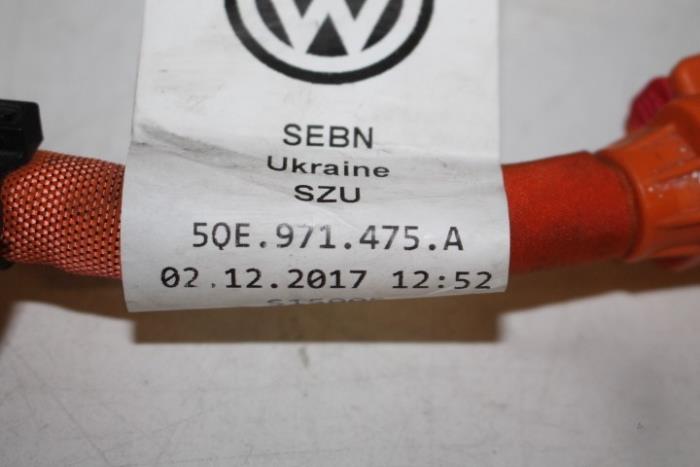 SEBN
Ukraine
SZU
5QE.971.475.A
02.12.2017 12:52